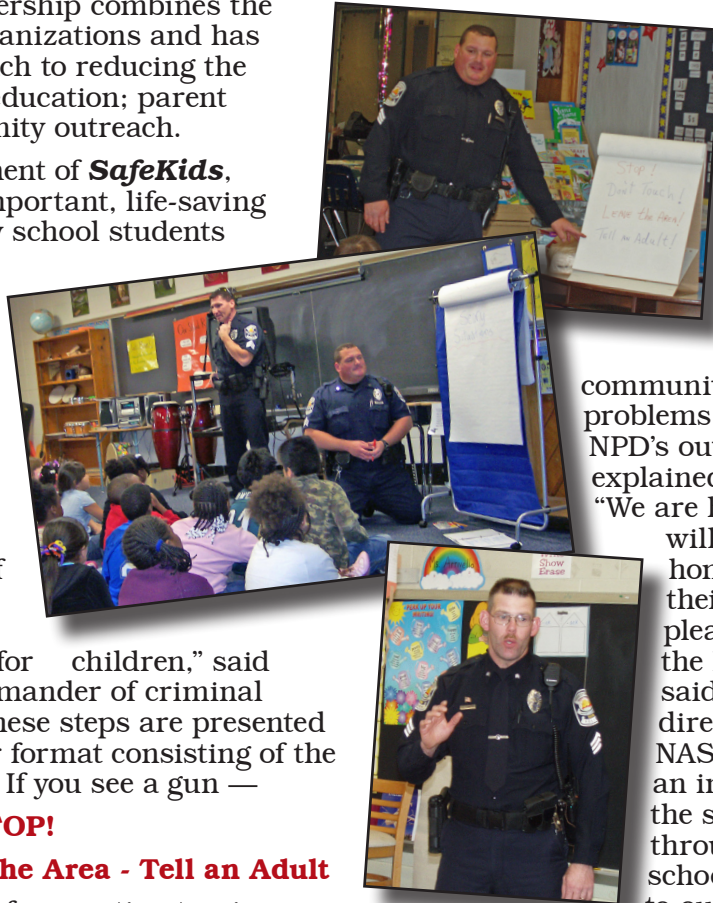 ership combines the
anizations and has
ch to reducing the
education; parent
nity outreach.
ment of SafeKids,
mportant, life-saving
y school students
Stop!
Don't Touch!
Leave the Area!
Tell an Adult!
f
for children,” said
mander of criminal
hese steps are presented
r format consisting of the
If you see a gun —
TOP!
he Area - Tell an Adult
communit
problems
NPD’s out
explained
“We are h
will
hom
thei
plea
the
said
dire
NAS
an in
the s
throu
schoo
Show
Erase